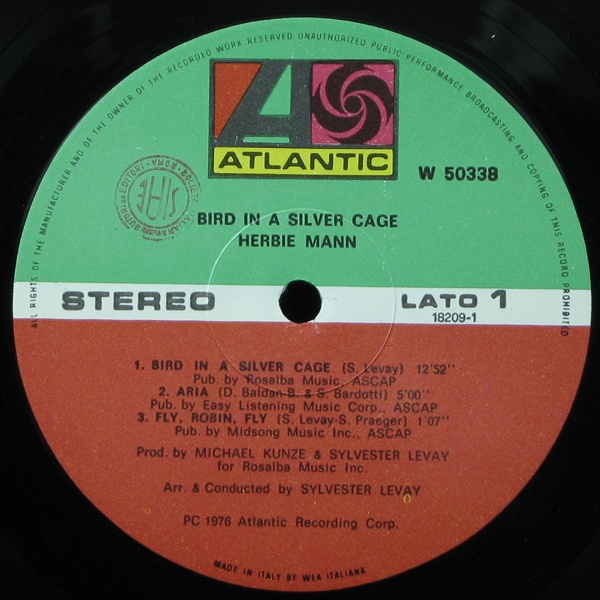 ALL RIGHTS OF THE MANUFACTURER AND OF THE OWNER OF THE RECORDED WORK RESERVED UNAUTHORIZED PUBLIC PERFORMANCE BROADCASTING AND COPYING OF THIS RECORD PROHIBITED
A
ATLANTIC
W 50338
SIAE
ROMA
BIRD IN A SILVER CAGE
HERBIE MANN
STEREO
LATO 1
18209-1
1. BIRD IN A SILVER CAGE (S. Levay) 12'52"
Pub. by Rosalba Music, ASCAP
2. ARIA (D. Baldan-B. & S. Bardotti) 5'00"
Pub. by Easy Listening Music Corp., ASCAP
3. FLY, ROBIN, FLY (S. Levay-S. Praeger) 1'07"
Pub. by Midsong Music Inc., ASCAP
Prod. by MICHAEL KUNZE & SYLVESTER LEVAY
for Rosalba Music Inc.
Arr. & Conducted by SYLVESTER LEVAY
PC 1976 Atlantic Recording Corp.
MADE IN ITALY BY WEA ITALIANA